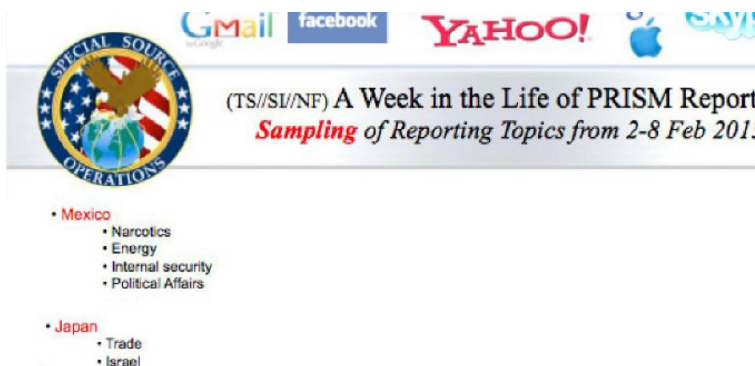 GMail
by Google
facebook
YAHOO!
SPECIAL SOURCE
OPERATIONS
(TS//SI//NF) A Week in the Life of PRISM Report
Sampling of Reporting Topics from 2-8 Feb 201
• Mexico
• Narcotics
• Energy
• Internal security
• Political Affairs
• Japan
• Trade
• Israel